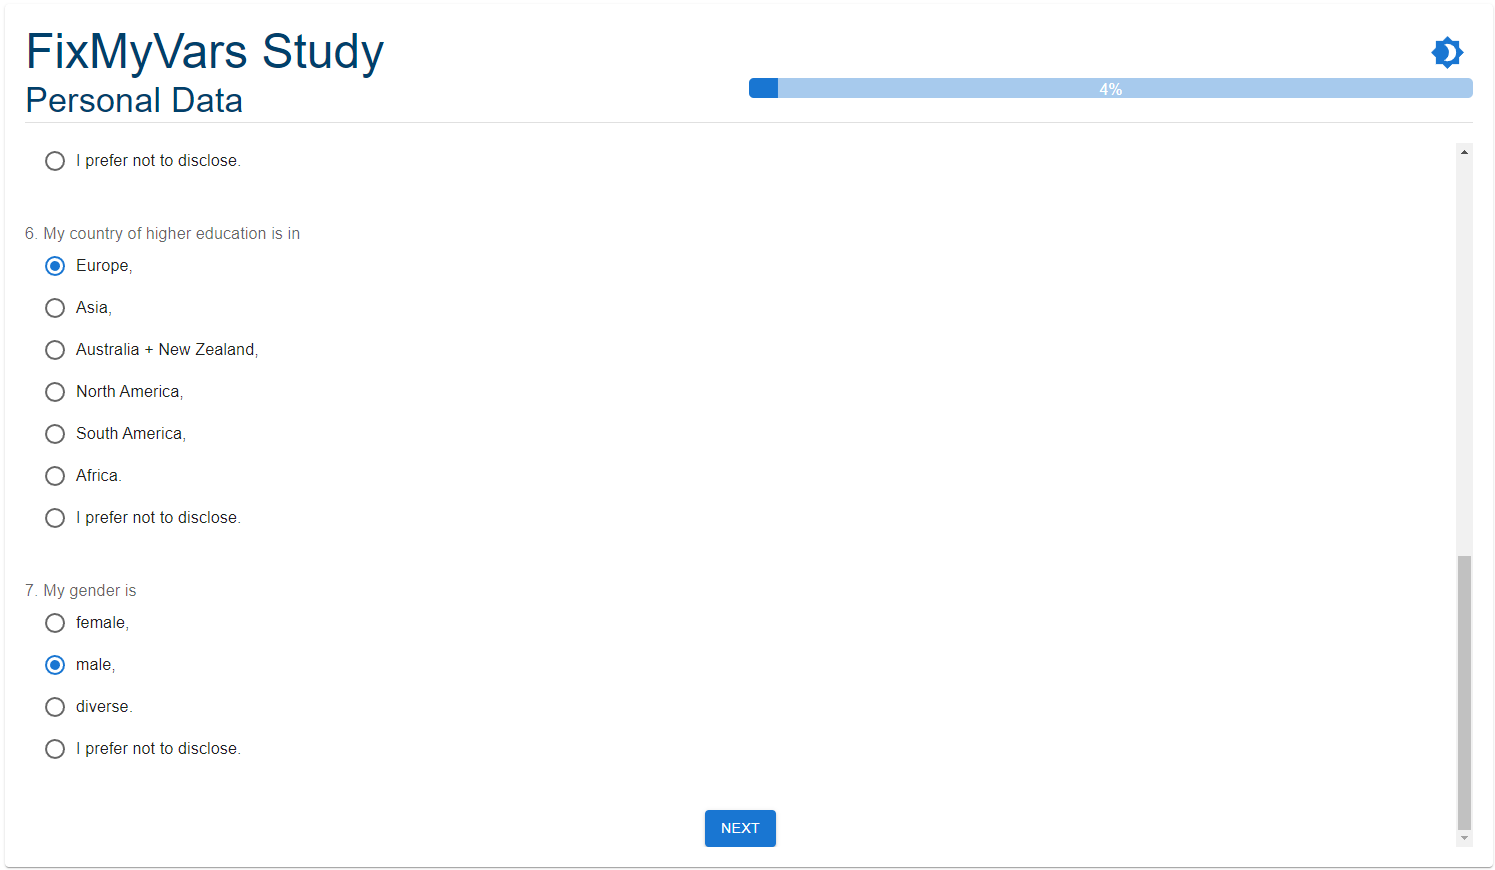 FixMyVars Study
Personal Data
4%
I prefer not to disclose.
6. My country of higher education is in
Europe,
Asia,
Australia + New Zealand,
North America,
South America,
Africa.
I prefer not to disclose.
7. My gender is
female,
male,
diverse.
I prefer not to disclose.
NEXT